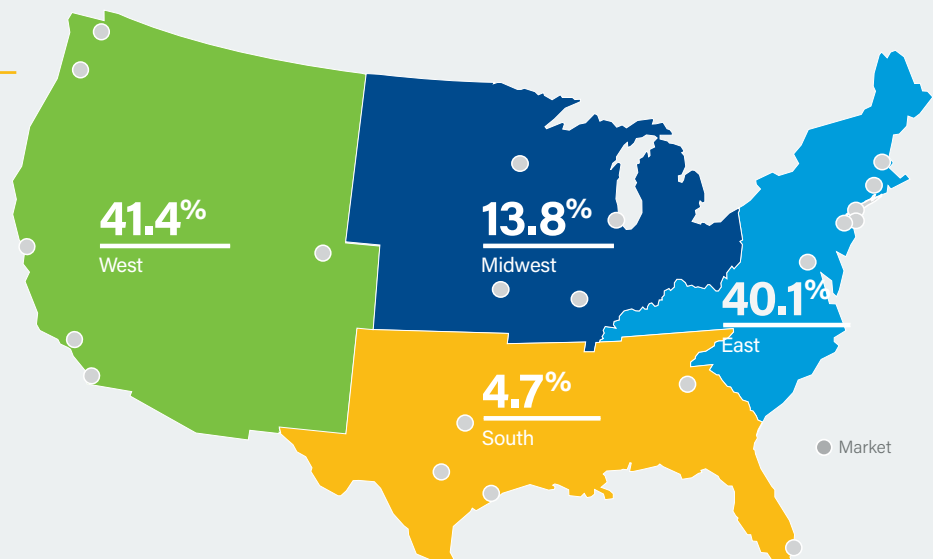 41.4%
West
13.8%
Midwest
40.1%
East
4.7%
South
Market